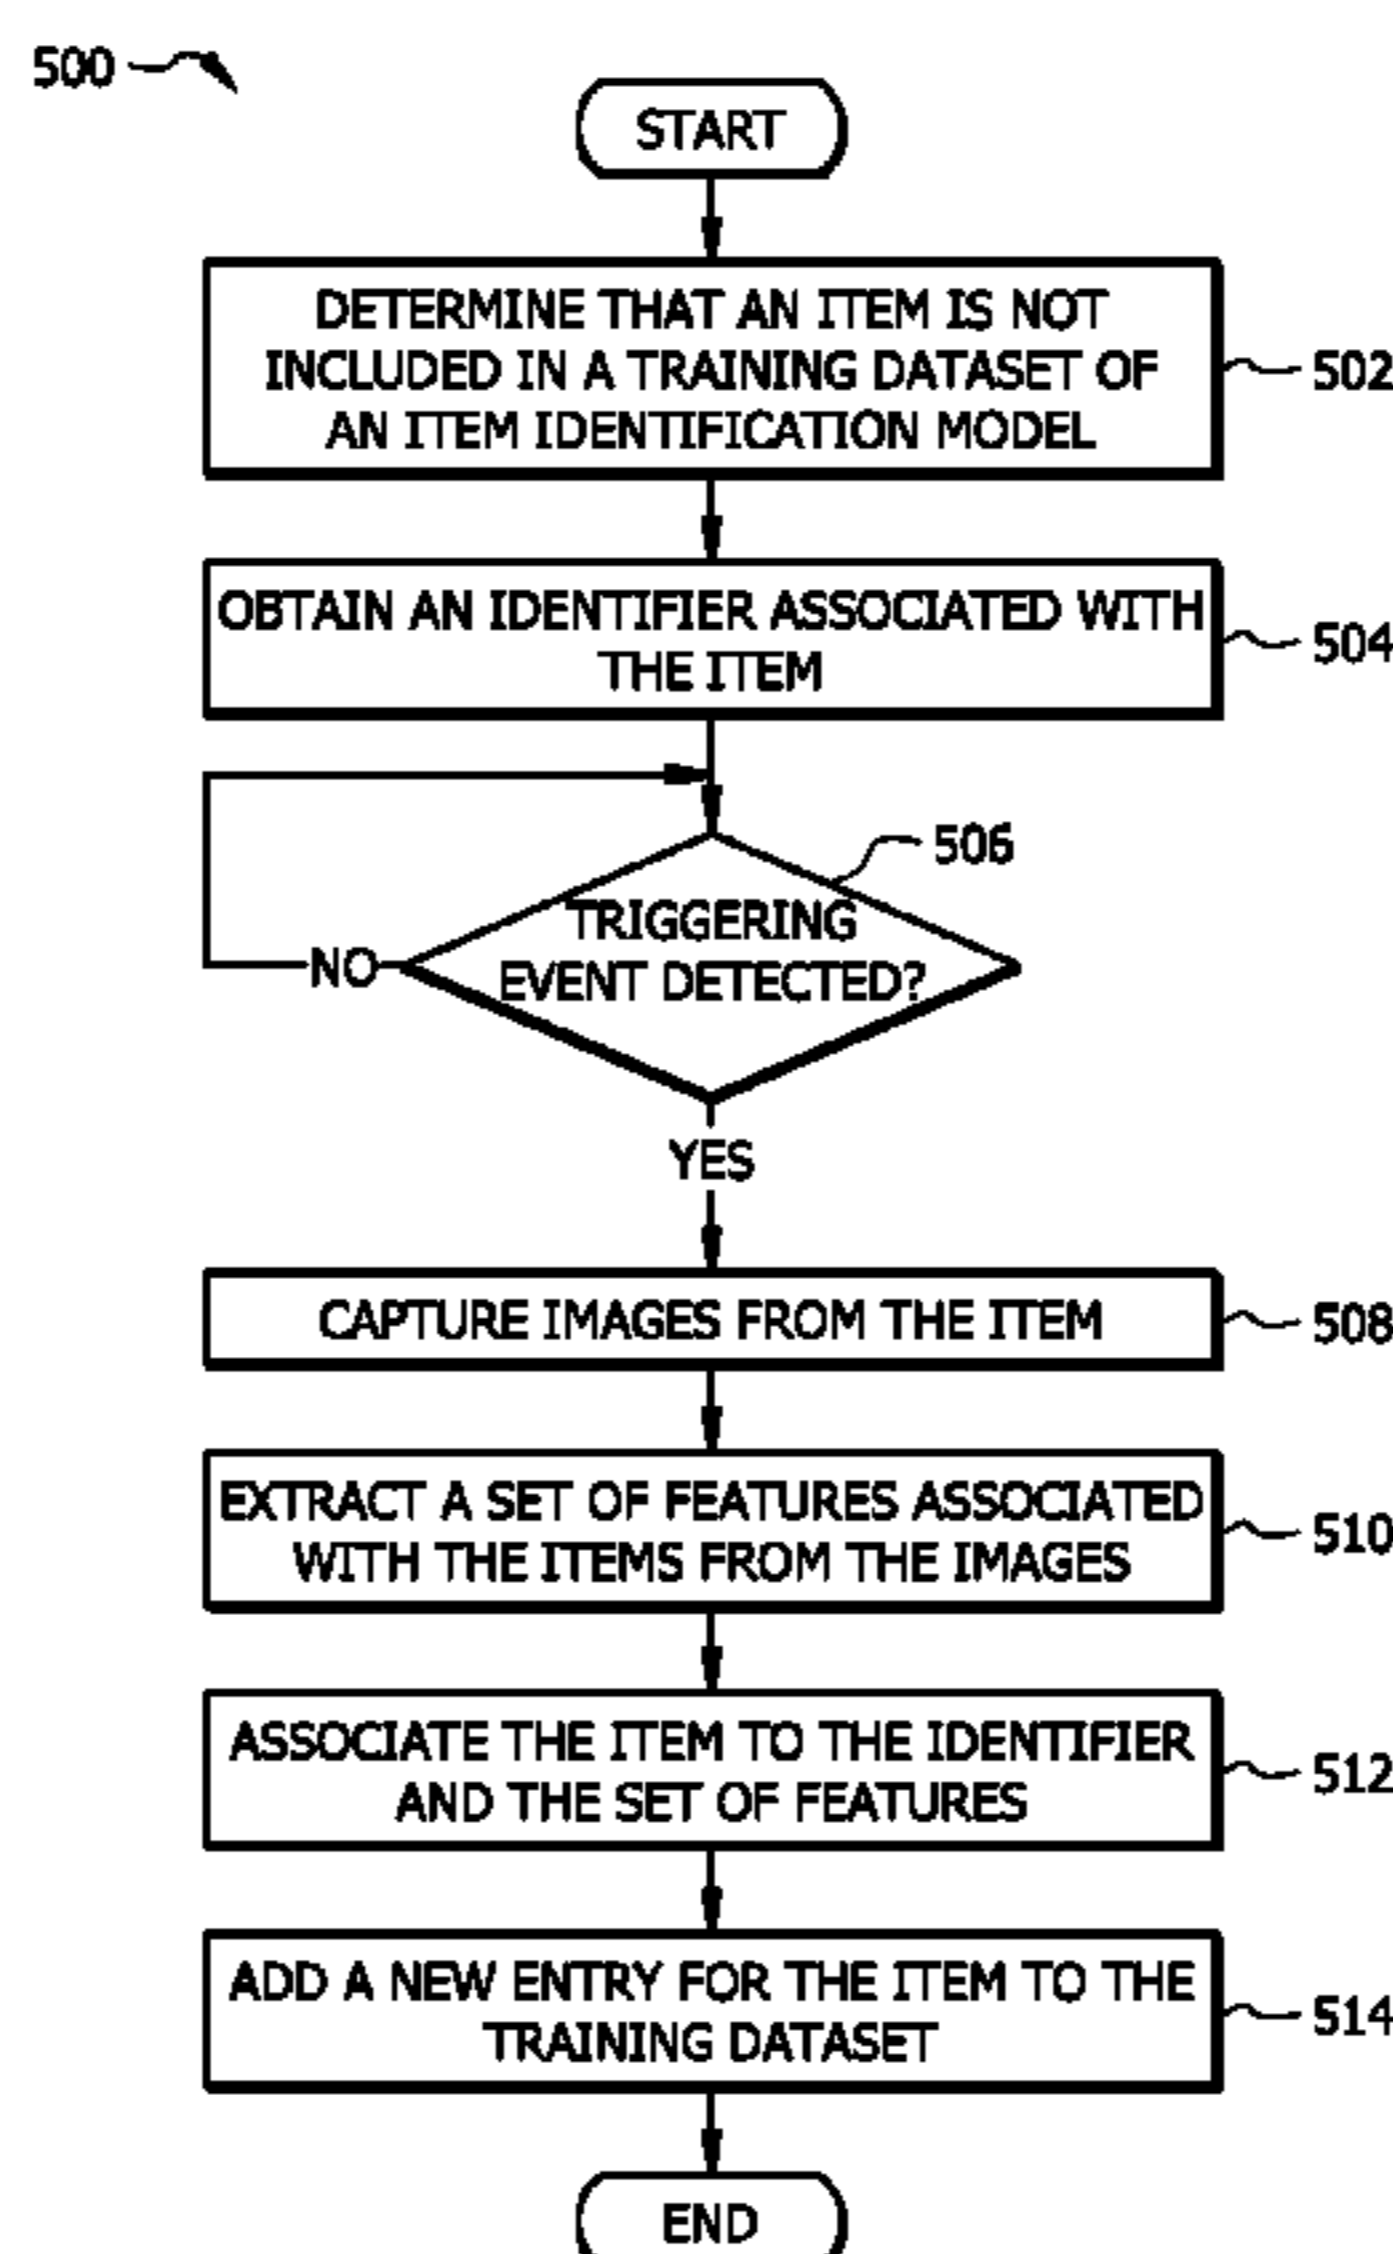 500
START
DETERMINE THAT AN ITEM IS NOT
INCLUDED IN A TRAINING DATASET OF
AN ITEM IDENTIFICATION MODEL
502
OBTAIN AN IDENTIFIER ASSOCIATED WITH
THE ITEM
504
506
TRIGGERING
EVENT DETECTED?
NO
YES
CAPTURE IMAGES FROM THE ITEM
508
EXTRACT A SET OF FEATURES ASSOCIATED
WITH THE ITEMS FROM THE IMAGES
510
ASSOCIATE THE ITEM TO THE IDENTIFIER
AND THE SET OF FEATURES
512
ADD A NEW ENTRY FOR THE ITEM TO THE
TRAINING DATASET
514
END